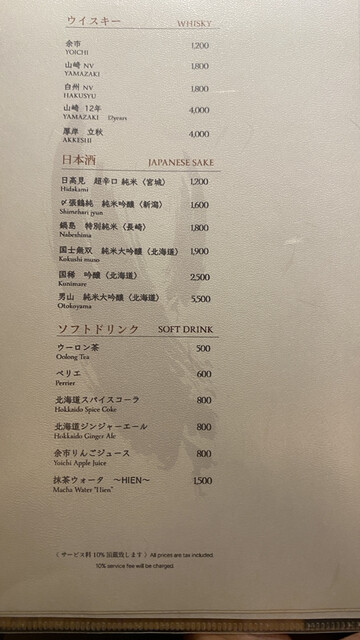 ウイスキー WHISKY
余市 1,200
YOICHI
山崎 NV 1,800
YAMAZAKI
白州 NV 1,800
HAKUSYU
山崎 12年 4,000
YAMAZAKI 12years
厚岸 立秋 4,000
AKKESHI
日本酒 JAPANESE SAKE
日高見 超辛口 純米〈宮城〉 1,200
Hidakami
〆張鶴純 純米吟醸〈新潟〉 1,600
Shimehari jyun
鍋島 特別純米〈長崎〉 1,800
Nabeshima
国士無双 純米大吟醸〈北海道〉 1,900
Kokushi muso
国稀 吟醸〈北海道〉 2,500
Kunimare
男山 純米大吟醸〈北海道〉 5,500
Otokoyama
ソフトドリンク SOFT DRINK
ウーロン茶 500
Oolong Tea
ペリエ 600
Perrier
北海道スパイスコーラ 800
Hokkaido Spice Coke
北海道ジンジャーエール 800
Hokkaido Ginger Ale
余市りんごジュース 800
Yoichi Apple Juice
抹茶ウォータ 〜HIEN〜 1,500
Macha Water "Hien"
〈サービス料10%頂戴致します〉All prices are tax included.
10% service fee will be charged.